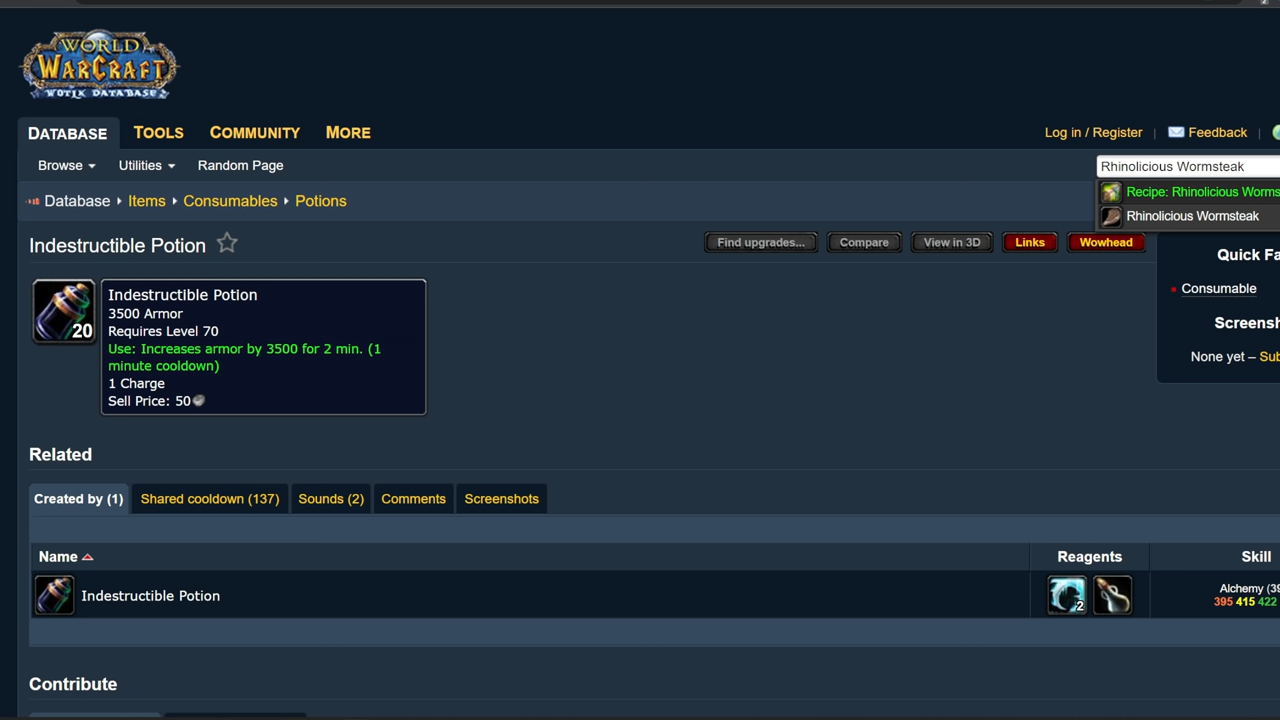 WORLD
WARCRAFT
WOTLK DATABASE
DATABASE
TOOLS
COMMUNITY
MORE
Log in / Register | Feedback |
Browse
Utilities
Random Page
Rhinolicious Wormsteak
Recipe: Rhinolicious Worms
Rhinolicious Wormsteak
Database Items Consumables Potions
Indestructible Potion
Find upgrades...
Compare
View in 3D
Links
Wowhead
Quick Fa
Consumable
Screensh
None yet – Sub
20
Indestructible Potion
3500 Armor
Requires Level 70
Use: Increases armor by 3500 for 2 min. (1
minute cooldown)
1 Charge
Sell Price: 50
Related
Created by (1)
Shared cooldown (137)
Sounds (2)
Comments
Screenshots
Name
Reagents
Skill
Indestructible Potion
2
Alchemy (39
395 415 422
Contribute